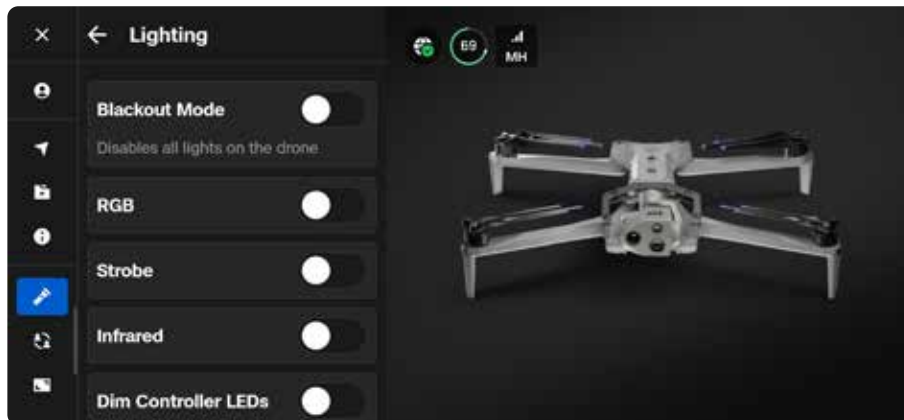 Lighting
69
MH
Blackout Mode
Disables all lights on the drone
RGB
Strobe
Infrared
Dim Controller LEDs